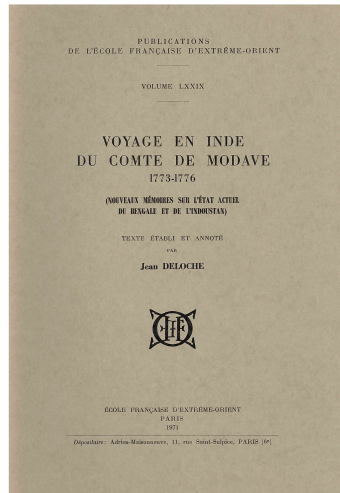 PUBLICATIONS
DE L'ÉCOLE FRANÇAISE D'EXTRÊME-ORIENT
VOLUME LXXIX
VOYAGE EN INDE
DU COMTE DE MODAVE
1773-1776
(NOUVEAUX MÉMOIRES SUR L'ÉTAT ACTUEL
DU BENGALE ET DE L'INDOUSTAN)
TEXTE ÉTABLI ET ANNOTÉ
PAR
Jean DELOCHE
ÉCOLE FRANÇAISE D'EXTRÊME-ORIENT
PARIS
1971
Dépositaire: Adrien-Maisonneuve, 11, rue Saint-Sulpice, PARIS (6e)